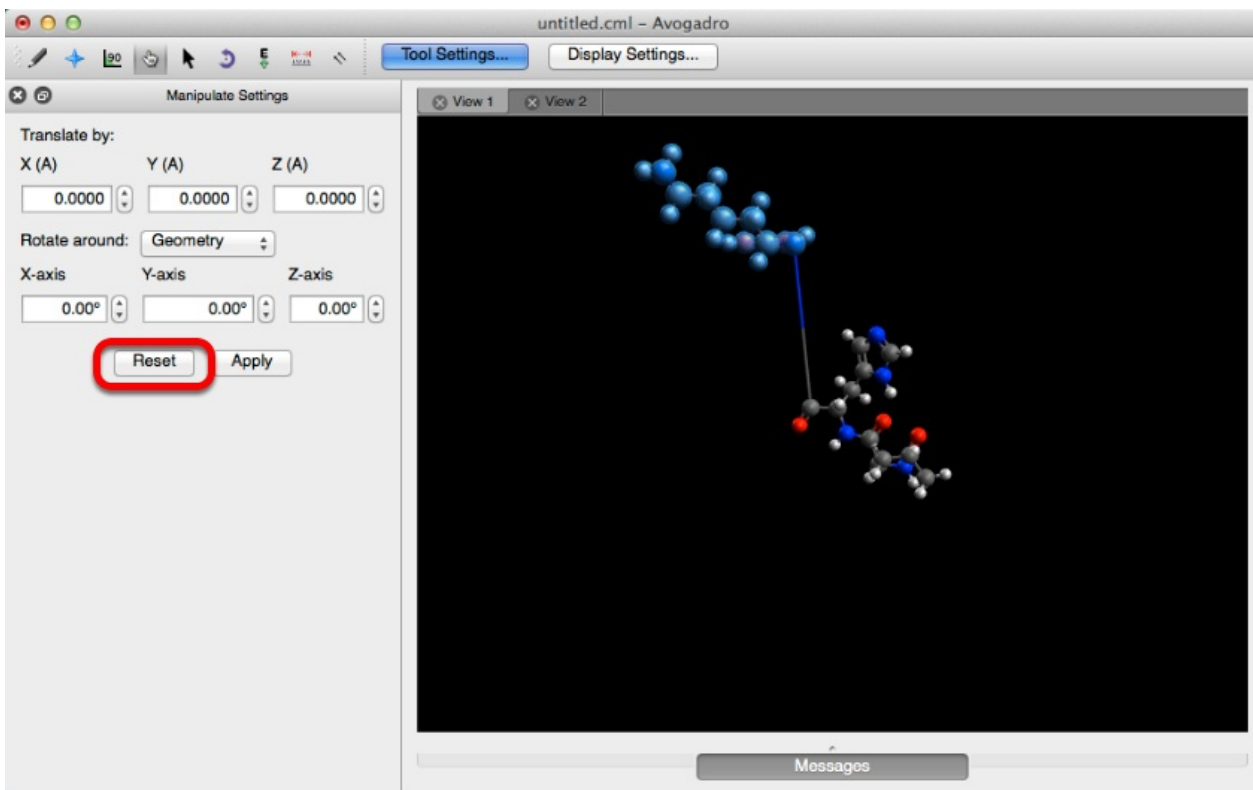 untitled.cml – Avogadro
90 E Tool Settings... Display Settings...
Manipulate Settings
View 1 View 2
Translate by:
X (A) Y (A) Z (A)
0.0000 0.0000 0.0000
Rotate around: Geometry
X-axis Y-axis Z-axis
0.00° 0.00° 0.00°
Reset Apply
Messages